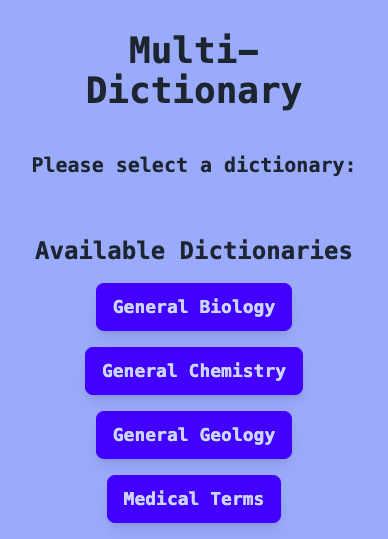 Multi-
Dictionary
Please select a dictionary:
Available Dictionaries
General Biology
General Chemistry
General Geology
Medical Terms